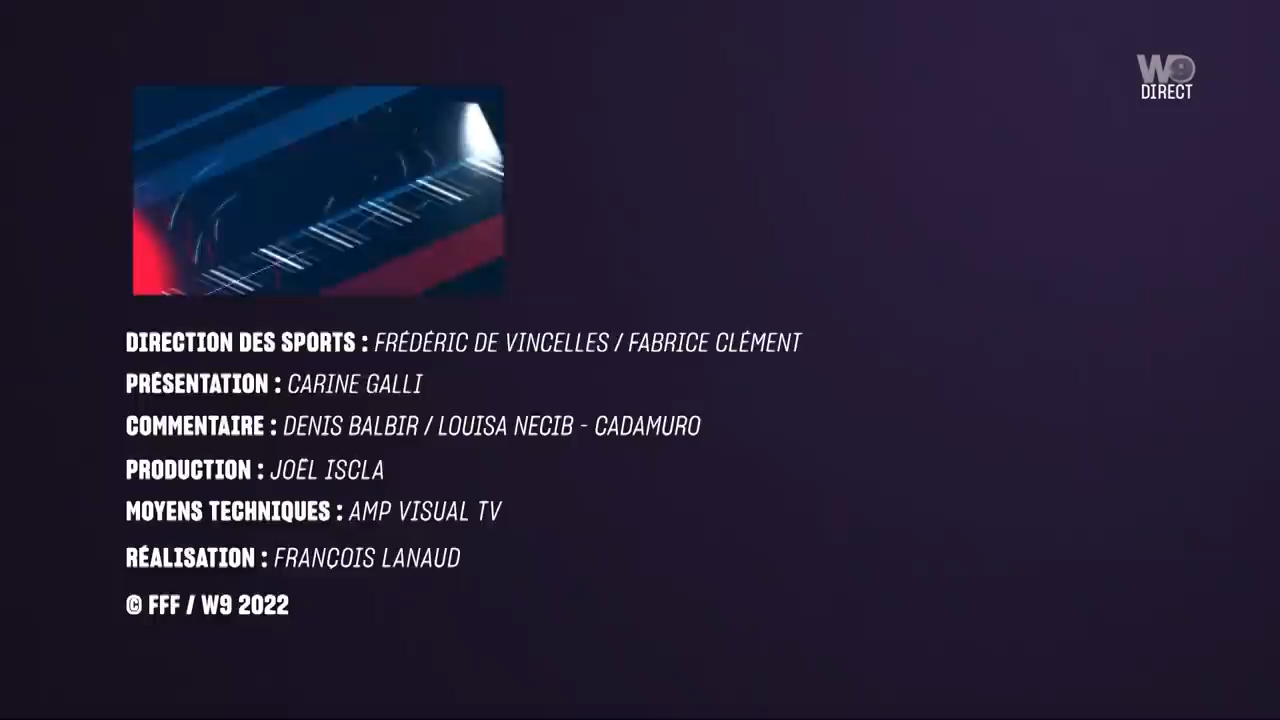 W9
DIRECT
DIRECTION DES SPORTS : FRÉDÉRIC DE VINCELLES / FABRICE CLÉMENT
PRÉSENTATION : CARINE GALLI
COMMENTAIRE : DENIS BALBIR / LOUISA NECIB - CADAMURO
PRODUCTION : JOËL ISCLA
MOYENS TECHNIQUES : AMP VISUAL TV
RÉALISATION : FRANÇOIS LANAUD
© FFF / W9 2022